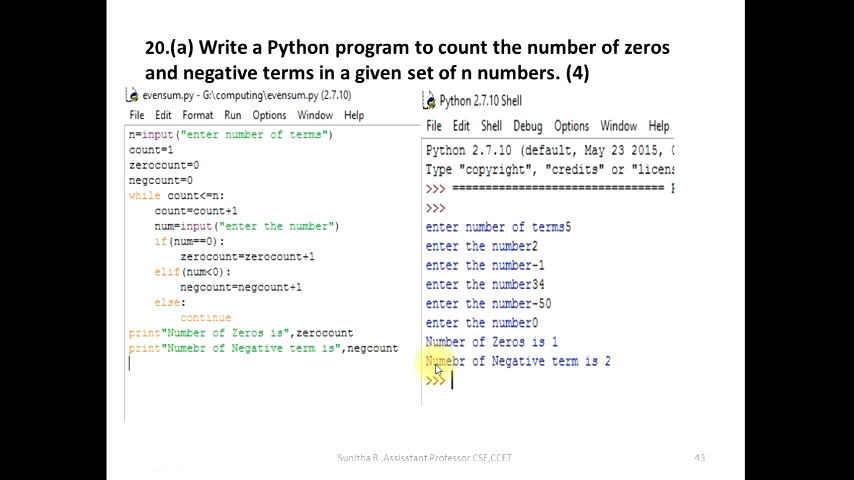 20.(a) Write a Python program to count the number of zeros
and negative terms in a given set of n numbers. (4)
evensum.py - G:\computing\evensum.py (2.7.10)
File Edit Format Run Options Window Help
n=input("enter number of terms")
count=1
zerocount=0
negcount=0
while count<=n:
    count=count+1
    num=input("enter the number")
    if(num==0):
        zerocount=zerocount+1
    elif(num<0):
        negcount=negcount+1
    else:
        continue
print"Number of Zeros is",zerocount
print"Numebr of Negative term is",negcount
Python 2.7.10 Shell
File Edit Shell Debug Options Window Help
Python 2.7.10 (default, May 23 2015, (
Type "copyright", "credits" or "licens
>>> ================================
>>>
enter number of terms5
enter the number2
enter the number-1
enter the number34
enter the number-50
enter the number0
Number of Zeros is 1
Numebr of Negative term is 2
>>>
Sunitha R ,Assisstant Professor CSE,CCET
43